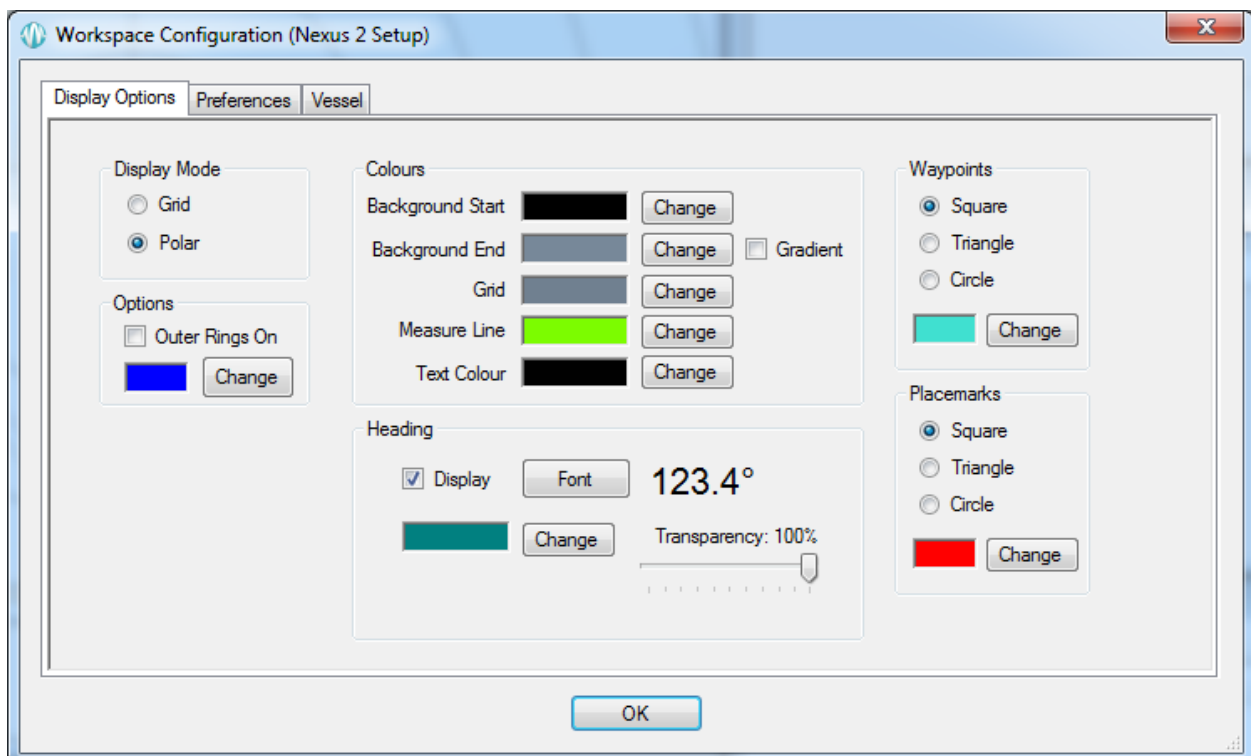 Workspace Configuration (Nexus 2 Setup)
Display Options Preferences Vessel
Display Mode
Grid
Polar
Options
Outer Rings On
Change
Colours
Background Start Change
Background End Change Gradient
Grid Change
Measure Line Change
Text Colour Change
Heading
Display Font 123.4°
Change Transparency: 100%
Waypoints
Square
Triangle
Circle
Change
Placemarks
Square
Triangle
Circle
Change
OK